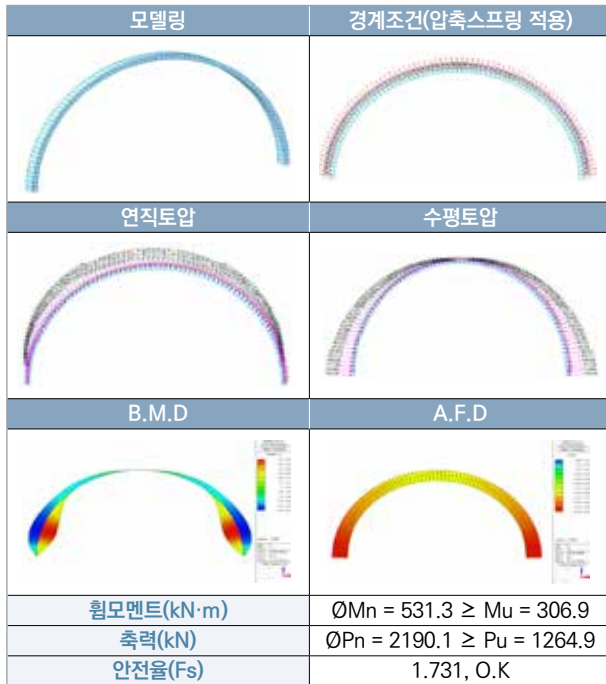 모델링
경계조건(압축스프링 적용)
연직토압
수평토압
B.M.D
A.F.D
휨모멘트(kN·m)
ØMn = 531.3 ≥ Mu = 306.9
축력(kN)
ØPn = 2190.1 ≥ Pu = 1264.9
안전율(Fs)
1.731, O.K